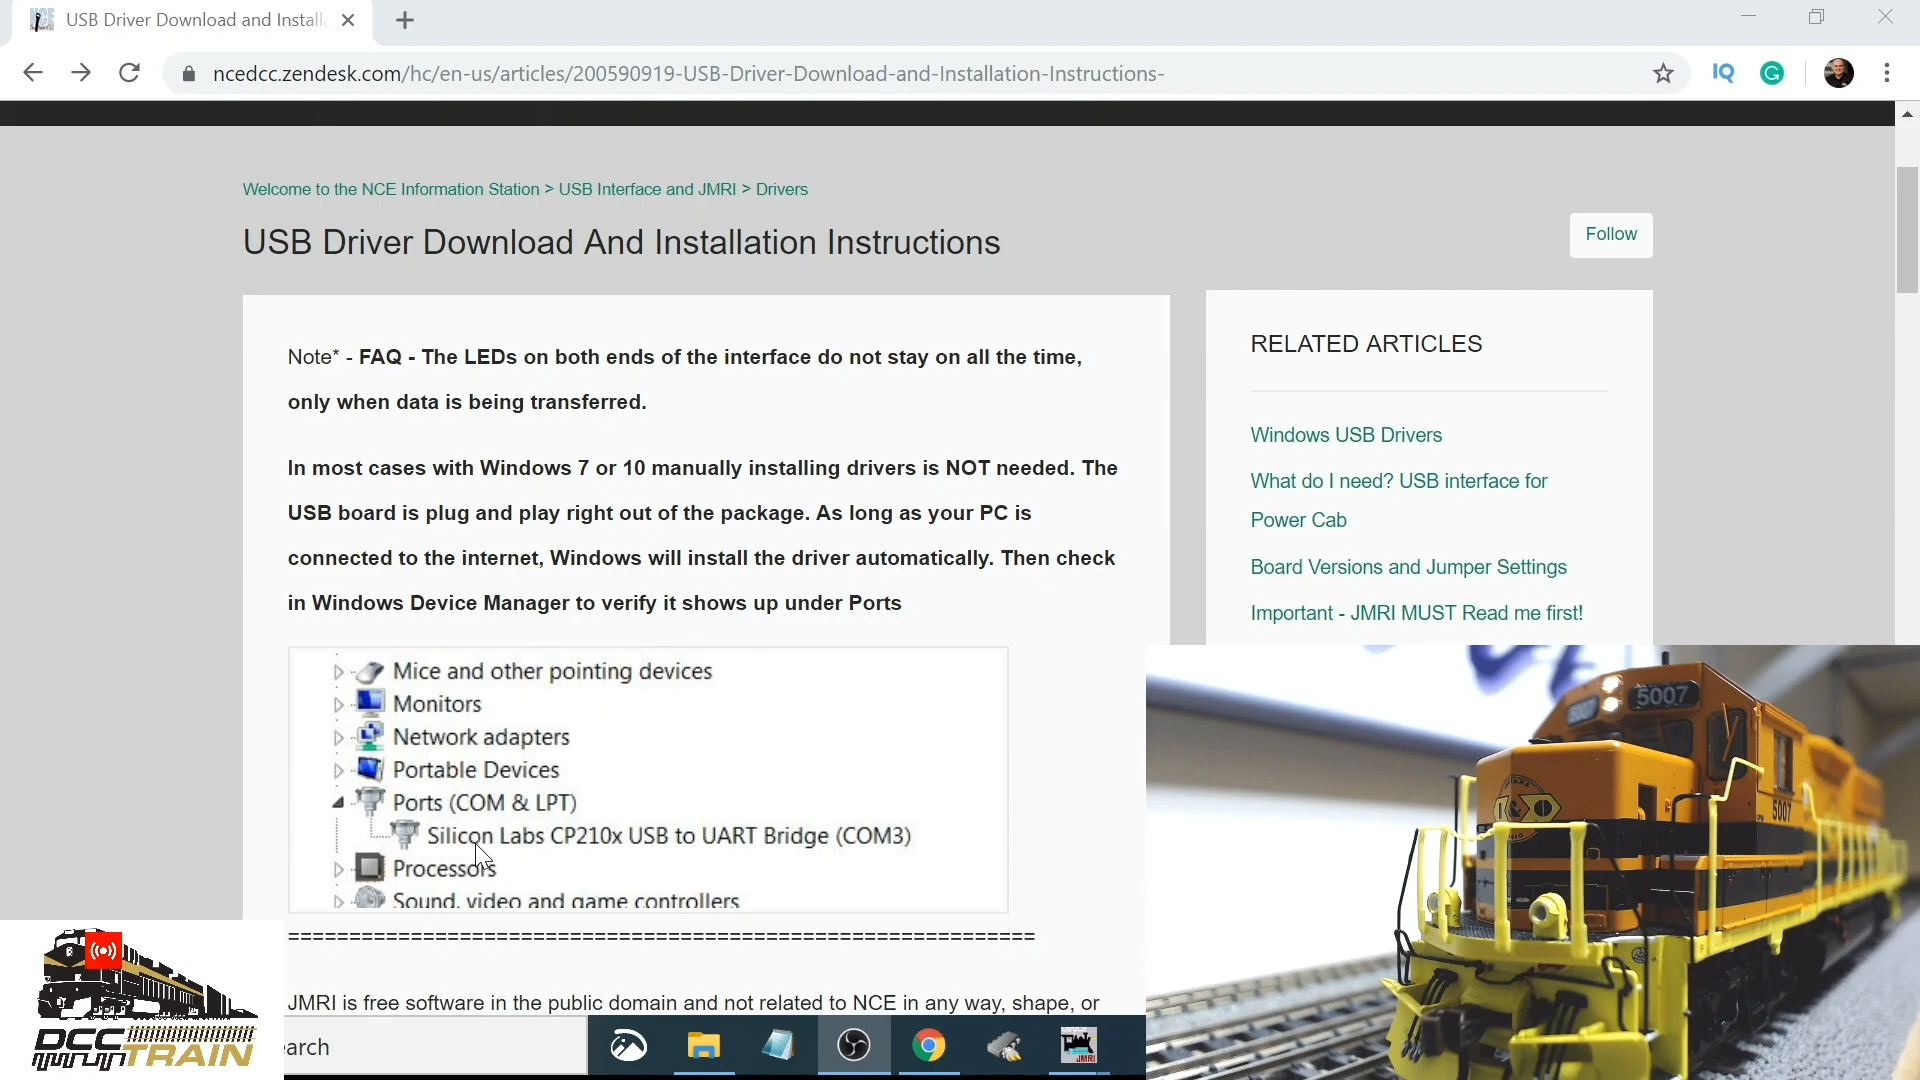 USB Driver Download and Install
ncedcc.zendesk.com/hc/en-us/articles/200590919-USB-Driver-Download-and-Installation-Instructions-
IQ
Welcome to the NCE Information Station > USB Interface and JMRI > Drivers
USB Driver Download And Installation Instructions
Follow
Note* - FAQ - The LEDs on both ends of the interface do not stay on all the time,
only when data is being transferred.
In most cases with Windows 7 or 10 manually installing drivers is NOT needed. The
USB board is plug and play right out of the package. As long as your PC is
connected to the internet, Windows will install the driver automatically. Then check
in Windows Device Manager to verify it shows up under Ports
Mice and other pointing devices
Monitors
Network adapters
Portable Devices
Ports (COM & LPT)
Silicon Labs CP210x USB to UART Bridge (COM3)
Processors
Sound, video and game controllers
============================================================
JMRI is free software in the public domain and not related to NCE in any way, shape, or
RELATED ARTICLES
Windows USB Drivers
What do I need? USB interface for
Power Cab
Board Versions and Jumper Settings
Important - JMRI MUST Read me first!
5007
5007
5007
I&O
DCC TRAIN
earch
JMRI